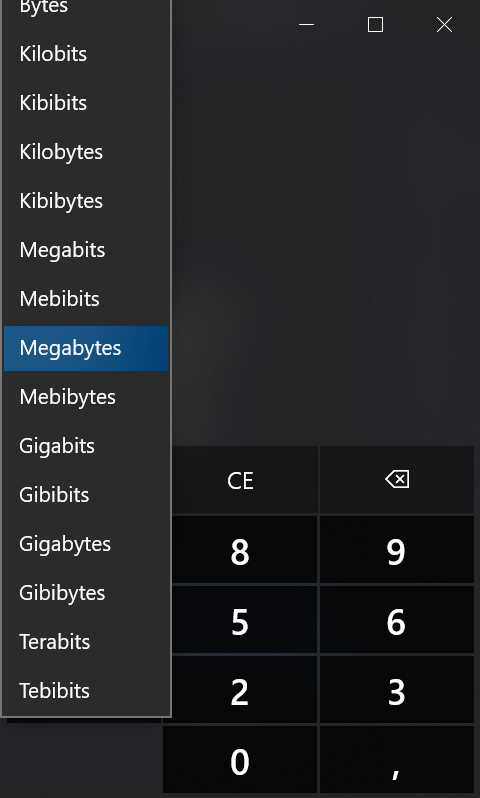 Bytes
Kilobits
Kibibits
Kilobytes
Kibibytes
Megabits
Mebibits
Megabytes
Mebibytes
Gigabits
Gibibits
Gigabytes
Gibibytes
Terabits
Tebibits
CE
8 9
5 6
2 3
0 ,